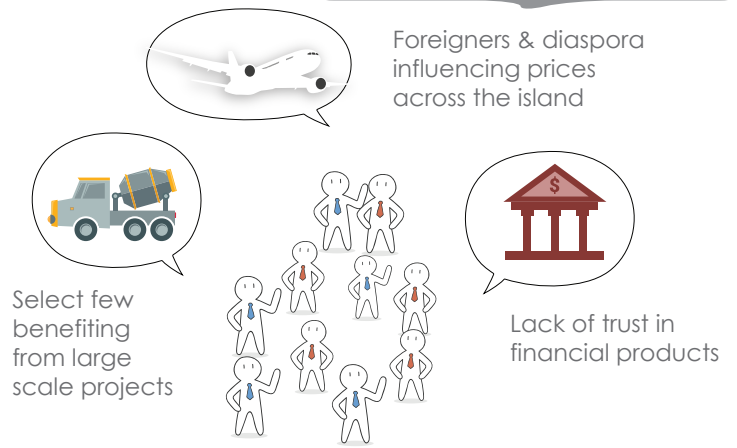 Foreigners & diaspora
influencing prices
across the island
$
Select few
benefiting
from large
scale projects
Lack of trust in
financial products